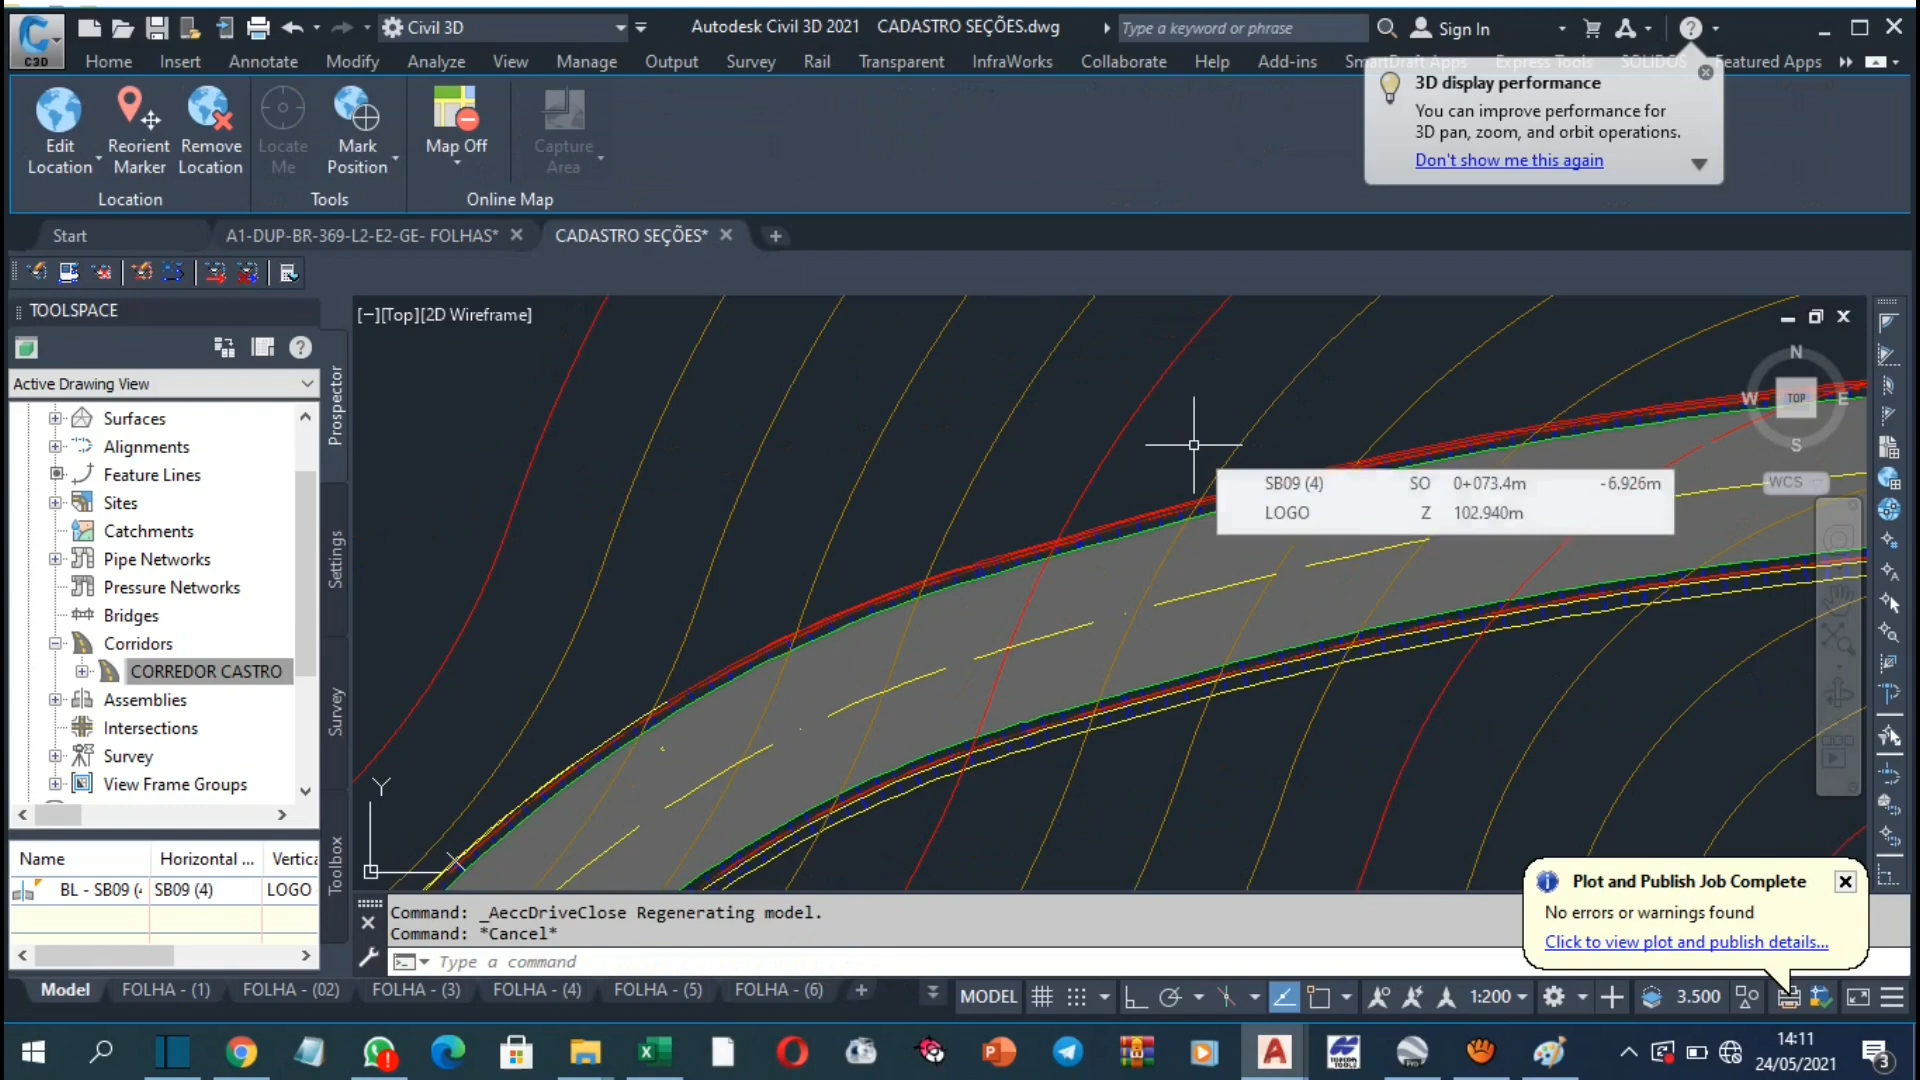 C3D
Civil 3D
Autodesk Civil 3D 2021 CADASTRO SEÇÕES.dwg
Type a keyword or phrase
Sign In
Home Insert Annotate Modify Analyze View Manage Output Survey Rail Transparent InfraWorks Collaborate Help Add-ins SmartDraft Apps Express Tools SOLIDOS Featured Apps
3D display performance
You can improve performance for
3D pan, zoom, and orbit operations.
Don't show me this again
Edit Location
Reorient Marker
Remove Location
Locate Me
Mark Position
Map Off
Capture Area
Location Tools Online Map
Start A1-DUP-BR-369-L2-E2-GE- FOLHAS* CADASTRO SEÇÕES*
TOOLSPACE
Active Drawing View
Surfaces
Alignments
Feature Lines
Sites
Catchments
Pipe Networks
Pressure Networks
Bridges
Corridors
CORREDOR CASTRO
Assemblies
Intersections
Survey
View Frame Groups
Prospector
Settings
Survey
Toolbox
Name Horizontal ...
BL - SB09 ( SB09 (4) LOGO
[−][Top][2D Wireframe]
N
W TOP E
S
WCS
SB09 (4) SO 0+073.4m -6.926m
LOGO Z 102.940m
Y
X
Command: _AeccDriveClose Regenerating model.
Command: *Cancel*
Type a command
Plot and Publish Job Complete
No errors or warnings found
Click to view plot and publish details...
Model FOLHA - (1) FOLHA - (02) FOLHA - (3) FOLHA - (4) FOLHA - (5) FOLHA - (6)
MODEL 1:200 3.500
14:11
24/05/2021
3